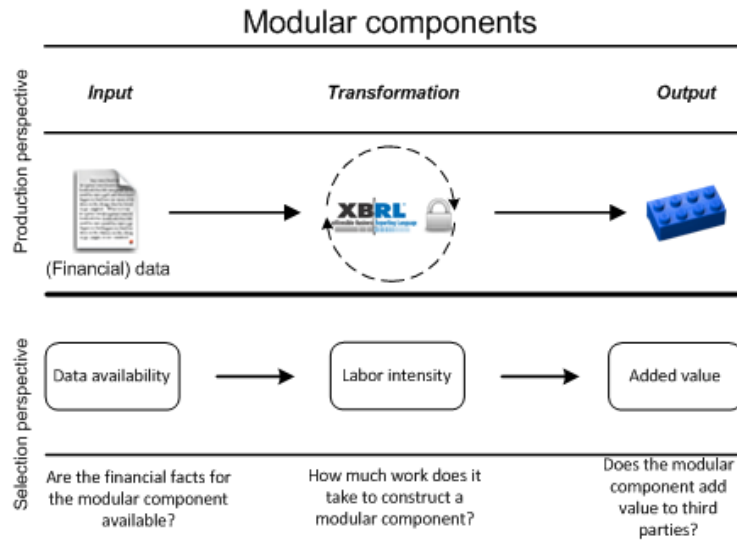 Modular components
Production perspective
Input
Transformation
Output
XBRL
(Financial) data
Selection perspective
Data availability
Labor intensity
Added value
Are the financial facts for
the modular component
available?
How much work does it
take to construct a
modular component?
Does the modular
component add
value to third
parties?